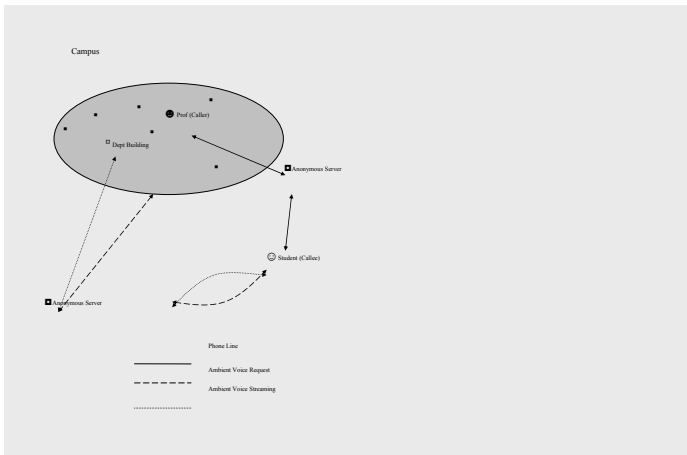 Campus
Prof (Caller)
Dept Building
Anonymous Server
Student (Callee)
Anonymous Server
Phone Line
Ambient Voice Request
Ambient Voice Streaming